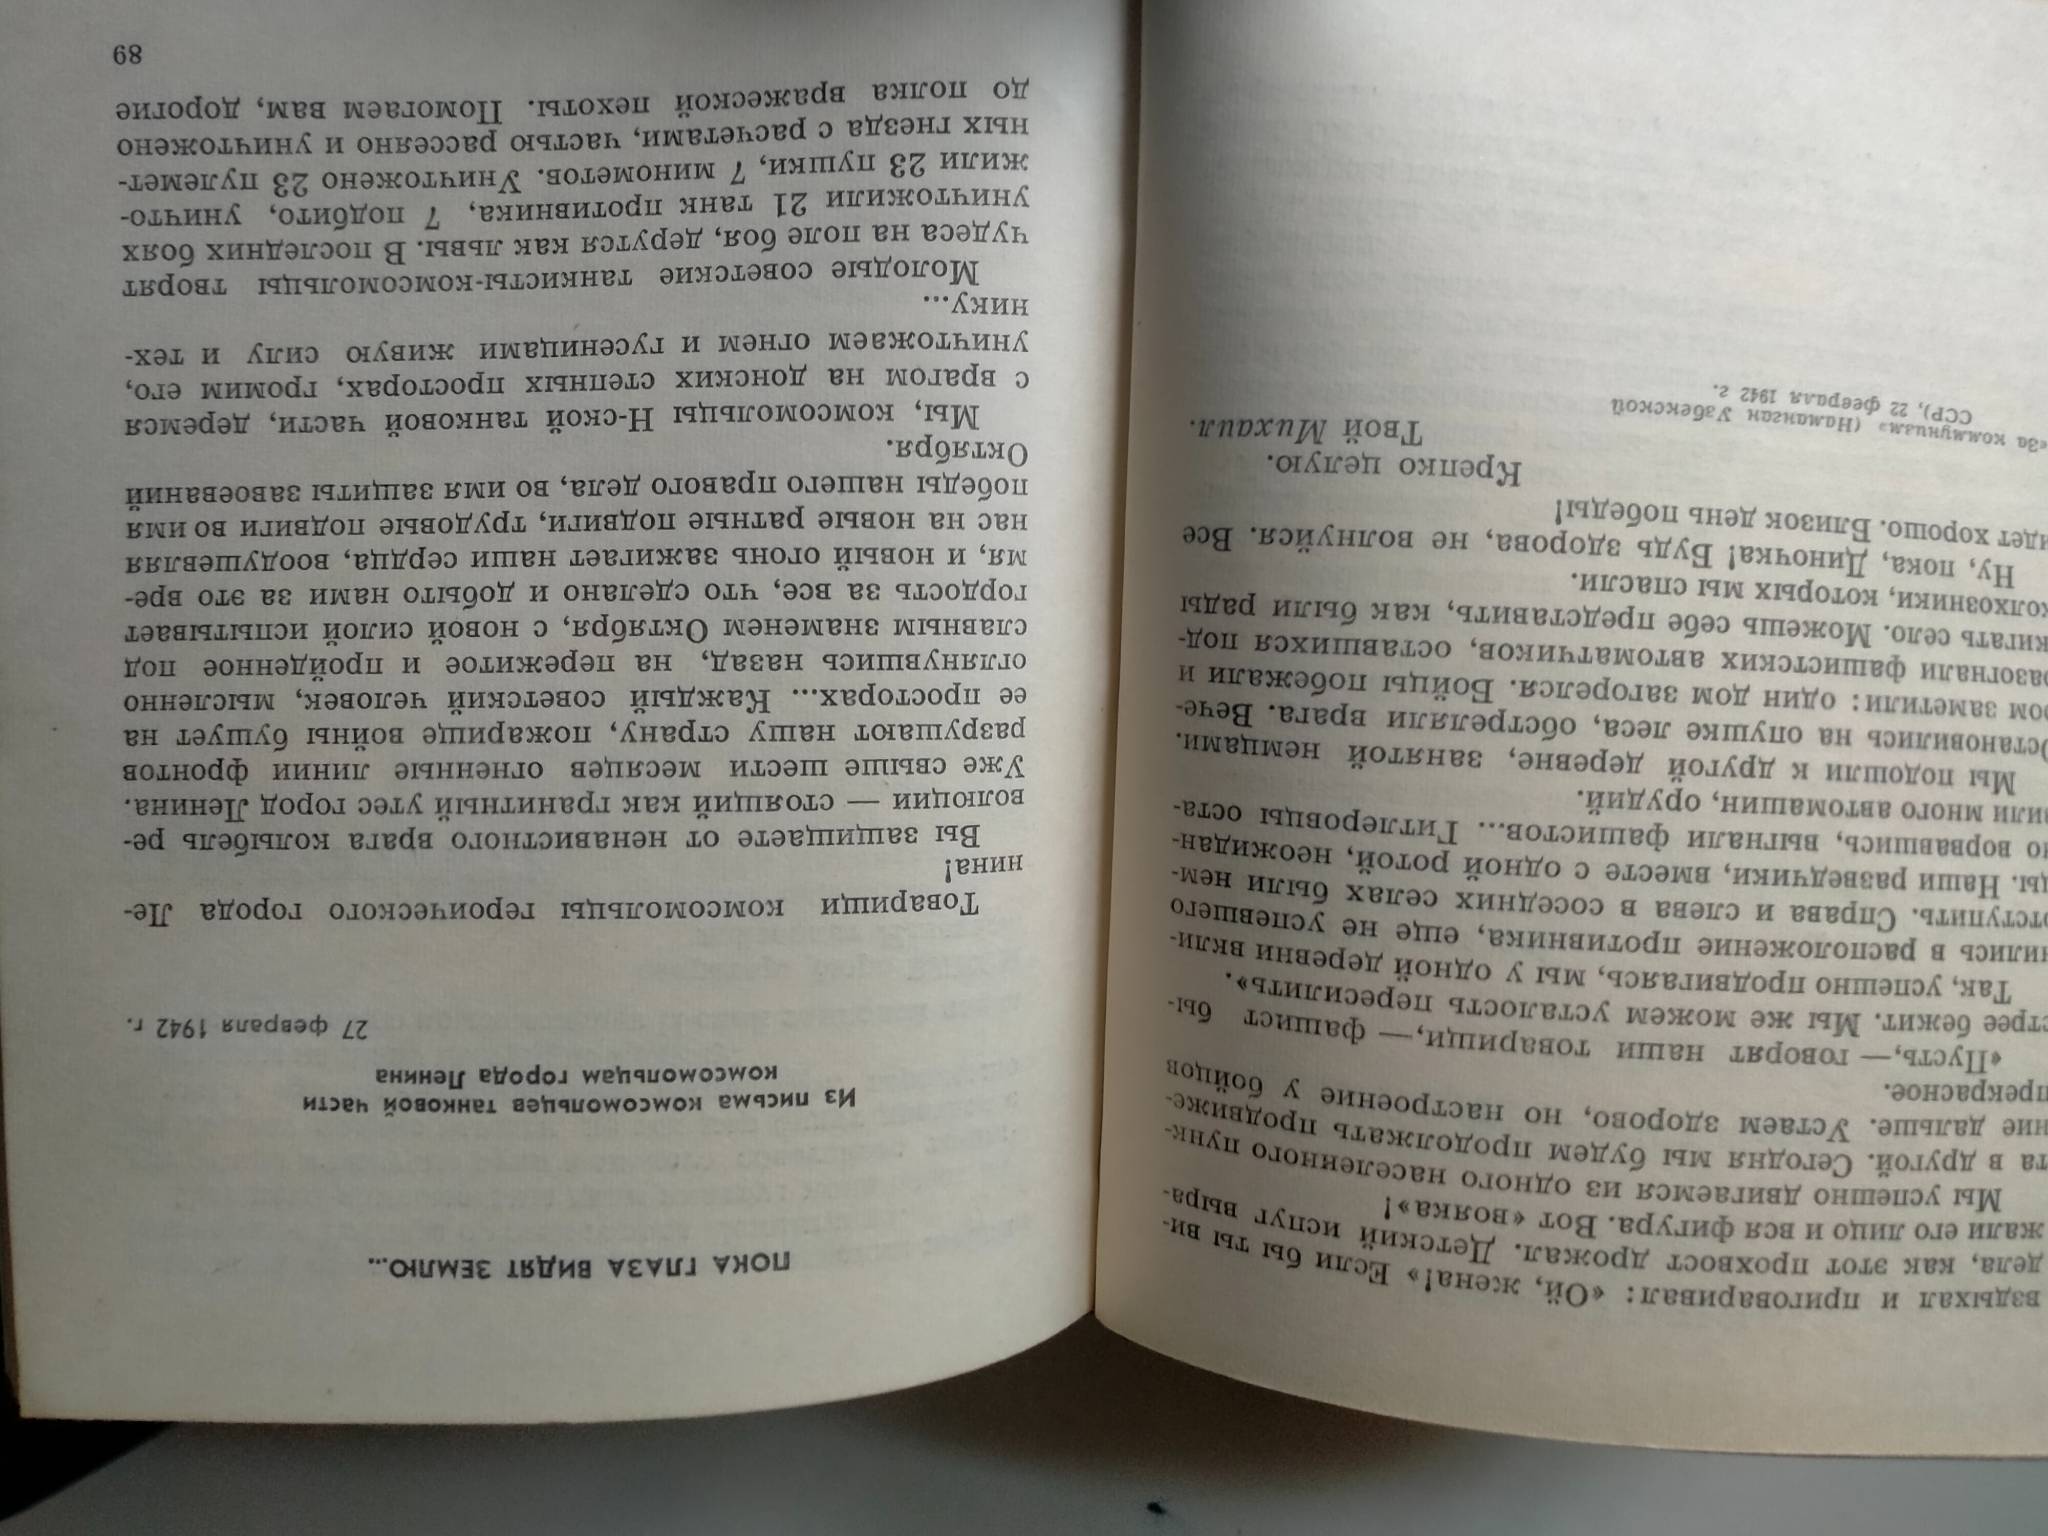 вздыхал и приговаривал: «Ой, жена!» Если бы ты ви-
дела, как этот прохвост дрожал. Детский испуг выра-
жали его лицо и вся фигура. Вот «вояка»!
Мы успешно двигаемся из одного населенного пунк-
та в другой. Сегодня мы будем продолжать продвиже-
ние дальше. Устаем здорово, но настроение у бойцов
прекрасное.
«Пусть,— говорят наши товарищи,— фашист бы-
стрее бежит. Мы же можем усталость пересилить».
Так, успешно продвигаясь, мы у одной деревни вкли-
нились в расположение противника, еще не успевшего
отступить. Справа и слева в соседних селах были нем-
цы. Наши разведчики, вместе с одной ротой, неожидан-
но ворвавшись, выгнали фашистов... Гитлеровцы оста-
вили много автомашин, орудий.
Мы подошли к другой деревне, занятой немцами.
Остановились на опушке леса, обстреляли врага. Вече-
ром заметили: один дом загорелся. Бойцы побежали и
разогнали фашистских автоматчиков, оставшихся под-
жигать село. Можешь себе представить, как были рады
колхозники, которых мы спасли.
Ну, пока, Диночка! Будь здорова, не волнуйся. Все
идет хорошо. Близок день победы!
Крепко целую.
Твой Михаил.
«За коммунизм» (Наманган Узбекской
ССР), 22 февраля 1942 г.
ПОКА ГЛАЗА ВИДЯТ ЗЕМЛЮ...
Из письма комсомольцев танковой части
комсомольцам города Ленина
27 февраля 1942 г.
Товарищи комсомольцы героического города Ле-
нина!
Вы защищаете от ненавистного врага колыбель ре-
волюции — стоящий как гранитный утес город Ленина.
Уже свыше шести месяцев огненные линии фронтов
разрушают нашу страну, пожарище войны бушует на
ее просторах... Каждый советский человек, мысленно
оглянувшись назад, на пережитое и пройденное под
славным знаменем Октября, с новой силой испытывает
гордость за все, что сделано и добыто нами за это вре-
мя, и новый огонь зажигает наши сердца, воодушевляя
нас на новые ратные подвиги, трудовые подвиги во имя
победы нашего правого дела, во имя защиты завоеваний
Октября.
Мы, комсомольцы Н-ской танковой части, деремся
с врагом на донских степных просторах, громим его,
уничтожаем огнем и гусеницами живую силу и тех-
нику...
Молодые советские танкисты-комсомольцы творят
чудеса на поле боя, дерутся как львы. В последних боях
уничтожили 21 танк противника, 7 подбито, уничто-
жили 23 пушки, 7 минометов. Уничтожено 23 пулемет-
ных гнезда с расчетами, частью рассеяно и уничтожено
до полка вражеской пехоты. Помогаем вам, дорогие
89